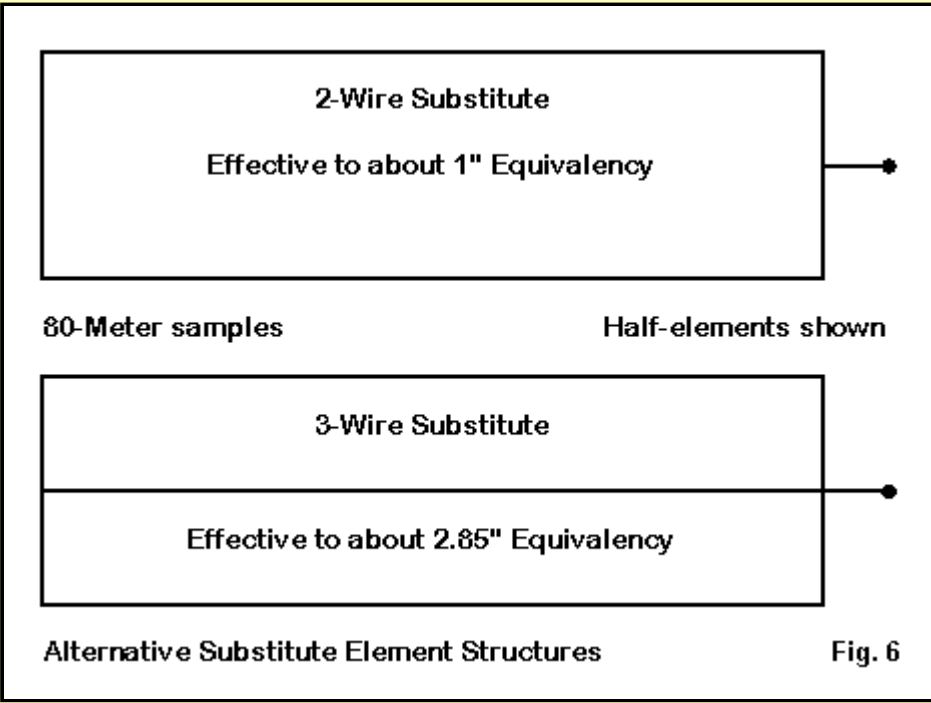 2-Wire Substitute
Effective to about 1" Equivalency
80-Meter samples
Half-elements shown
3-Wire Substitute
Effective to about 2.85" Equivalency
Alternative Substitute Element Structures
Fig. 6